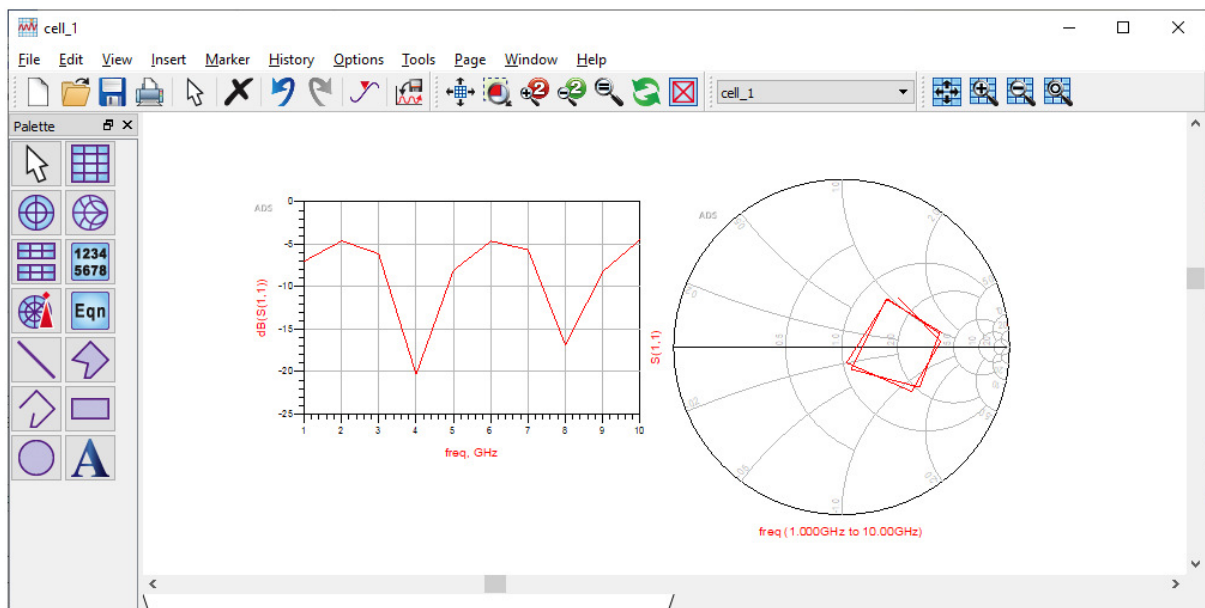 cell_1
File Edit View Insert Marker History Options Tools Page Window Help
cell_1
Palette
1234
5678
Eqn
A
ADS
dB(S(1,1))
0
-5
-10
-15
-20
-25
1 2 3 4 5 6 7 8 9 10
freq, GHz
ADS
S(1,1)
freq (1.000GHz to 10.00GHz)